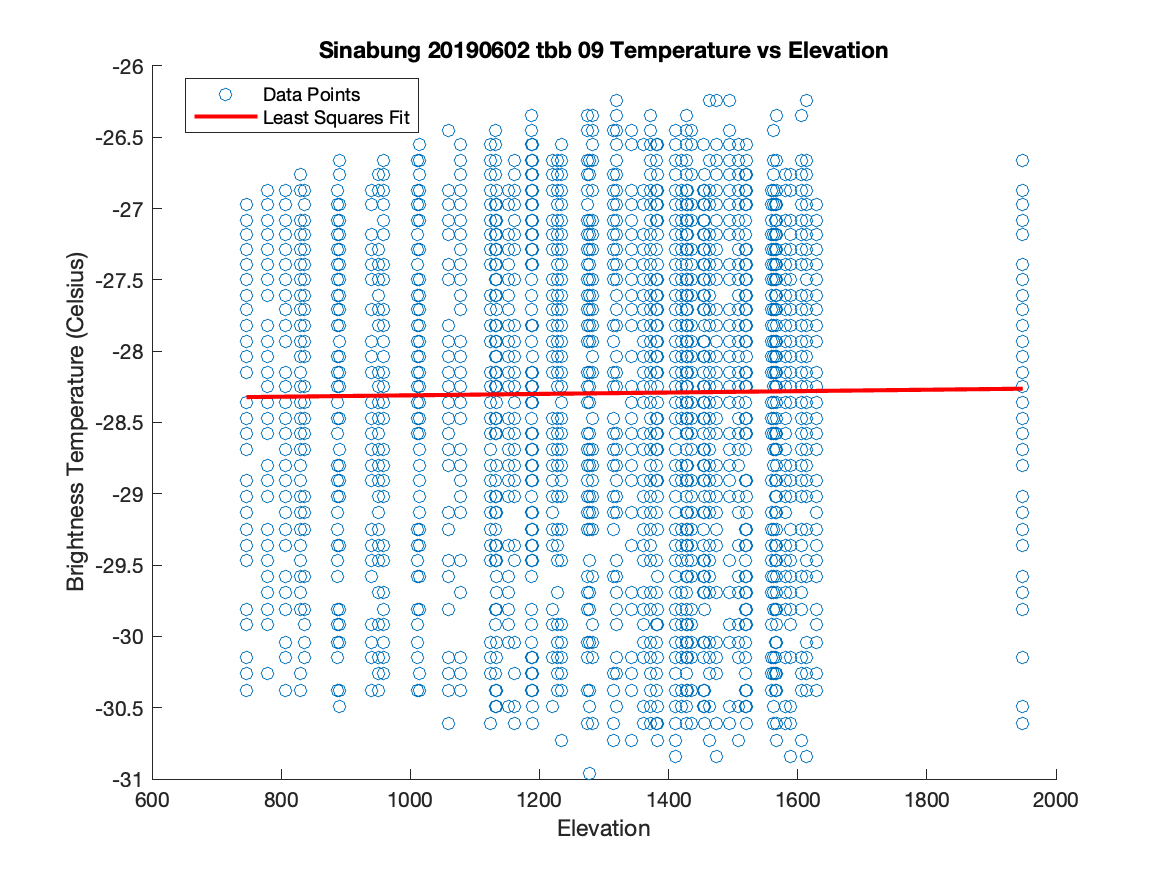 Sinabung 20190602 tbb 09 Temperature vs Elevation
Data Points
Least Squares Fit
Brightness Temperature (Celsius)
-26
-26.5
-27
-27.5
-28
-28.5
-29
-29.5
-30
-30.5
-31
600 800 1000 1200 1400 1600 1800 2000
Elevation